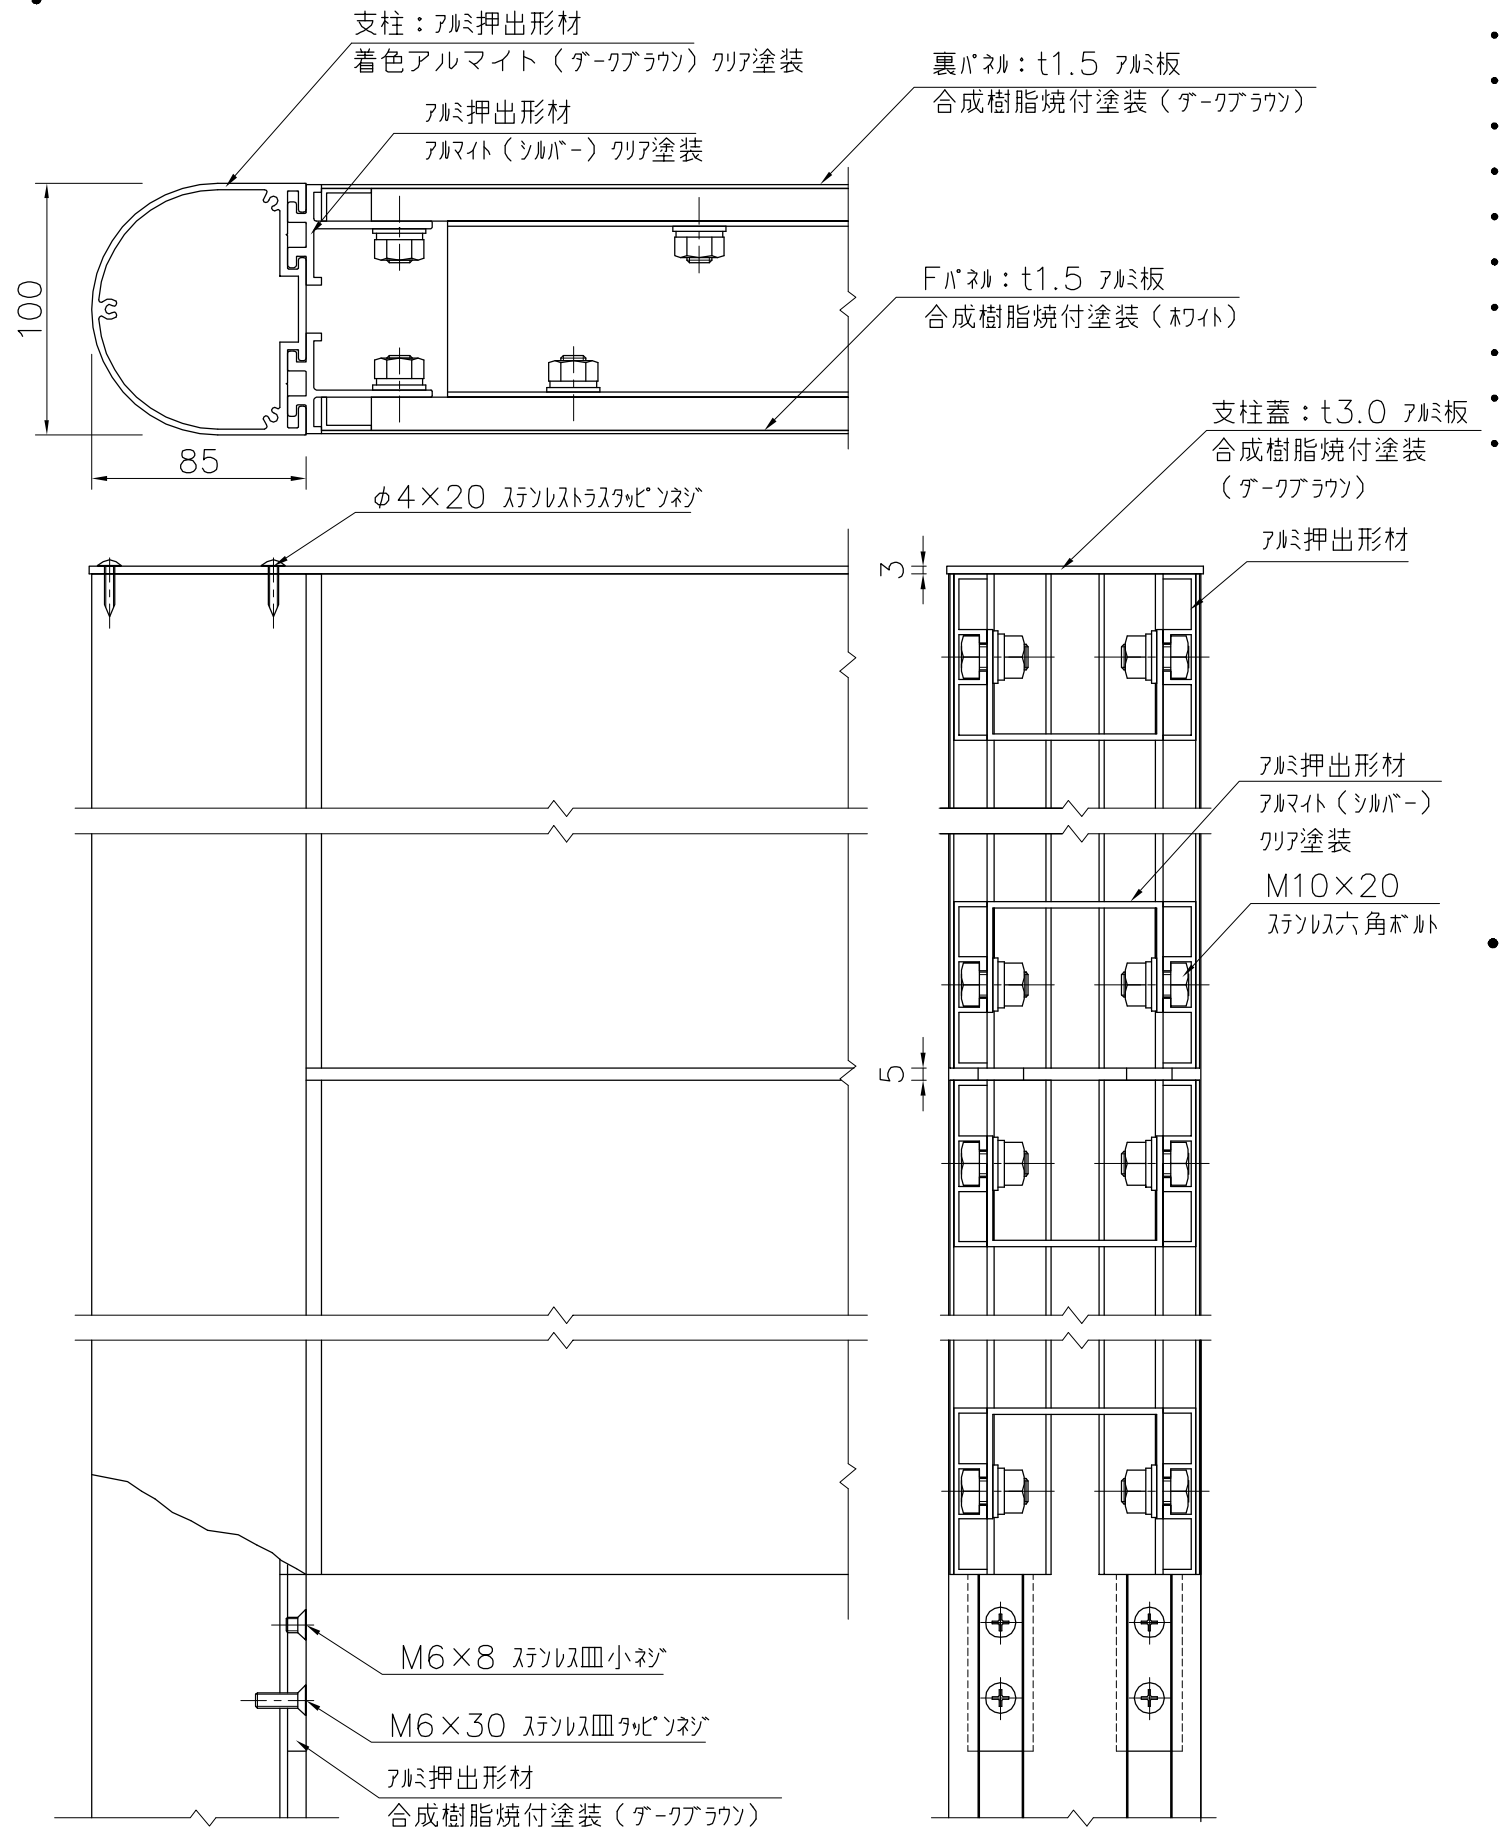 支柱：ｱﾙﾐ押出形材
着色アルマイト（ﾀﾞｰｸﾌﾞﾗｳﾝ）ｸﾘｱ塗装
ｱﾙﾐ押出形材
ｱﾙﾏｲﾄ（ｼﾙﾊﾞｰ）ｸﾘｱ塗装
裏ﾊﾟﾈﾙ：t1.5 ｱﾙﾐ板
合成樹脂焼付塗装（ﾀﾞｰｸﾌﾞﾗｳﾝ）
Fﾊﾟﾈﾙ：t1.5 ｱﾙﾐ板
合成樹脂焼付塗装（ﾎﾜｲﾄ）
100
85
φ4×20 ｽﾃﾝﾚｽﾄﾗｽﾀｯﾋﾟﾝﾈｼﾞ
支柱蓋：t3.0 ｱﾙﾐ板
合成樹脂焼付塗装
（ﾀﾞｰｸﾌﾞﾗｳﾝ）
ｱﾙﾐ押出形材
3
ｱﾙﾐ押出形材
ｱﾙﾏｲﾄ（ｼﾙﾊﾞｰ）
ｸﾘｱ塗装
M10×20
ｽﾃﾝﾚｽ六角ﾎﾞﾙﾄ
5
M6×8 ｽﾃﾝﾚｽ皿小ﾈｼﾞ
M6×30 ｽﾃﾝﾚｽ皿ﾀｯﾋﾟﾝﾈｼﾞ
ｱﾙﾐ押出形材
合成樹脂焼付塗装（ﾀﾞｰｸﾌﾞﾗｳﾝ）